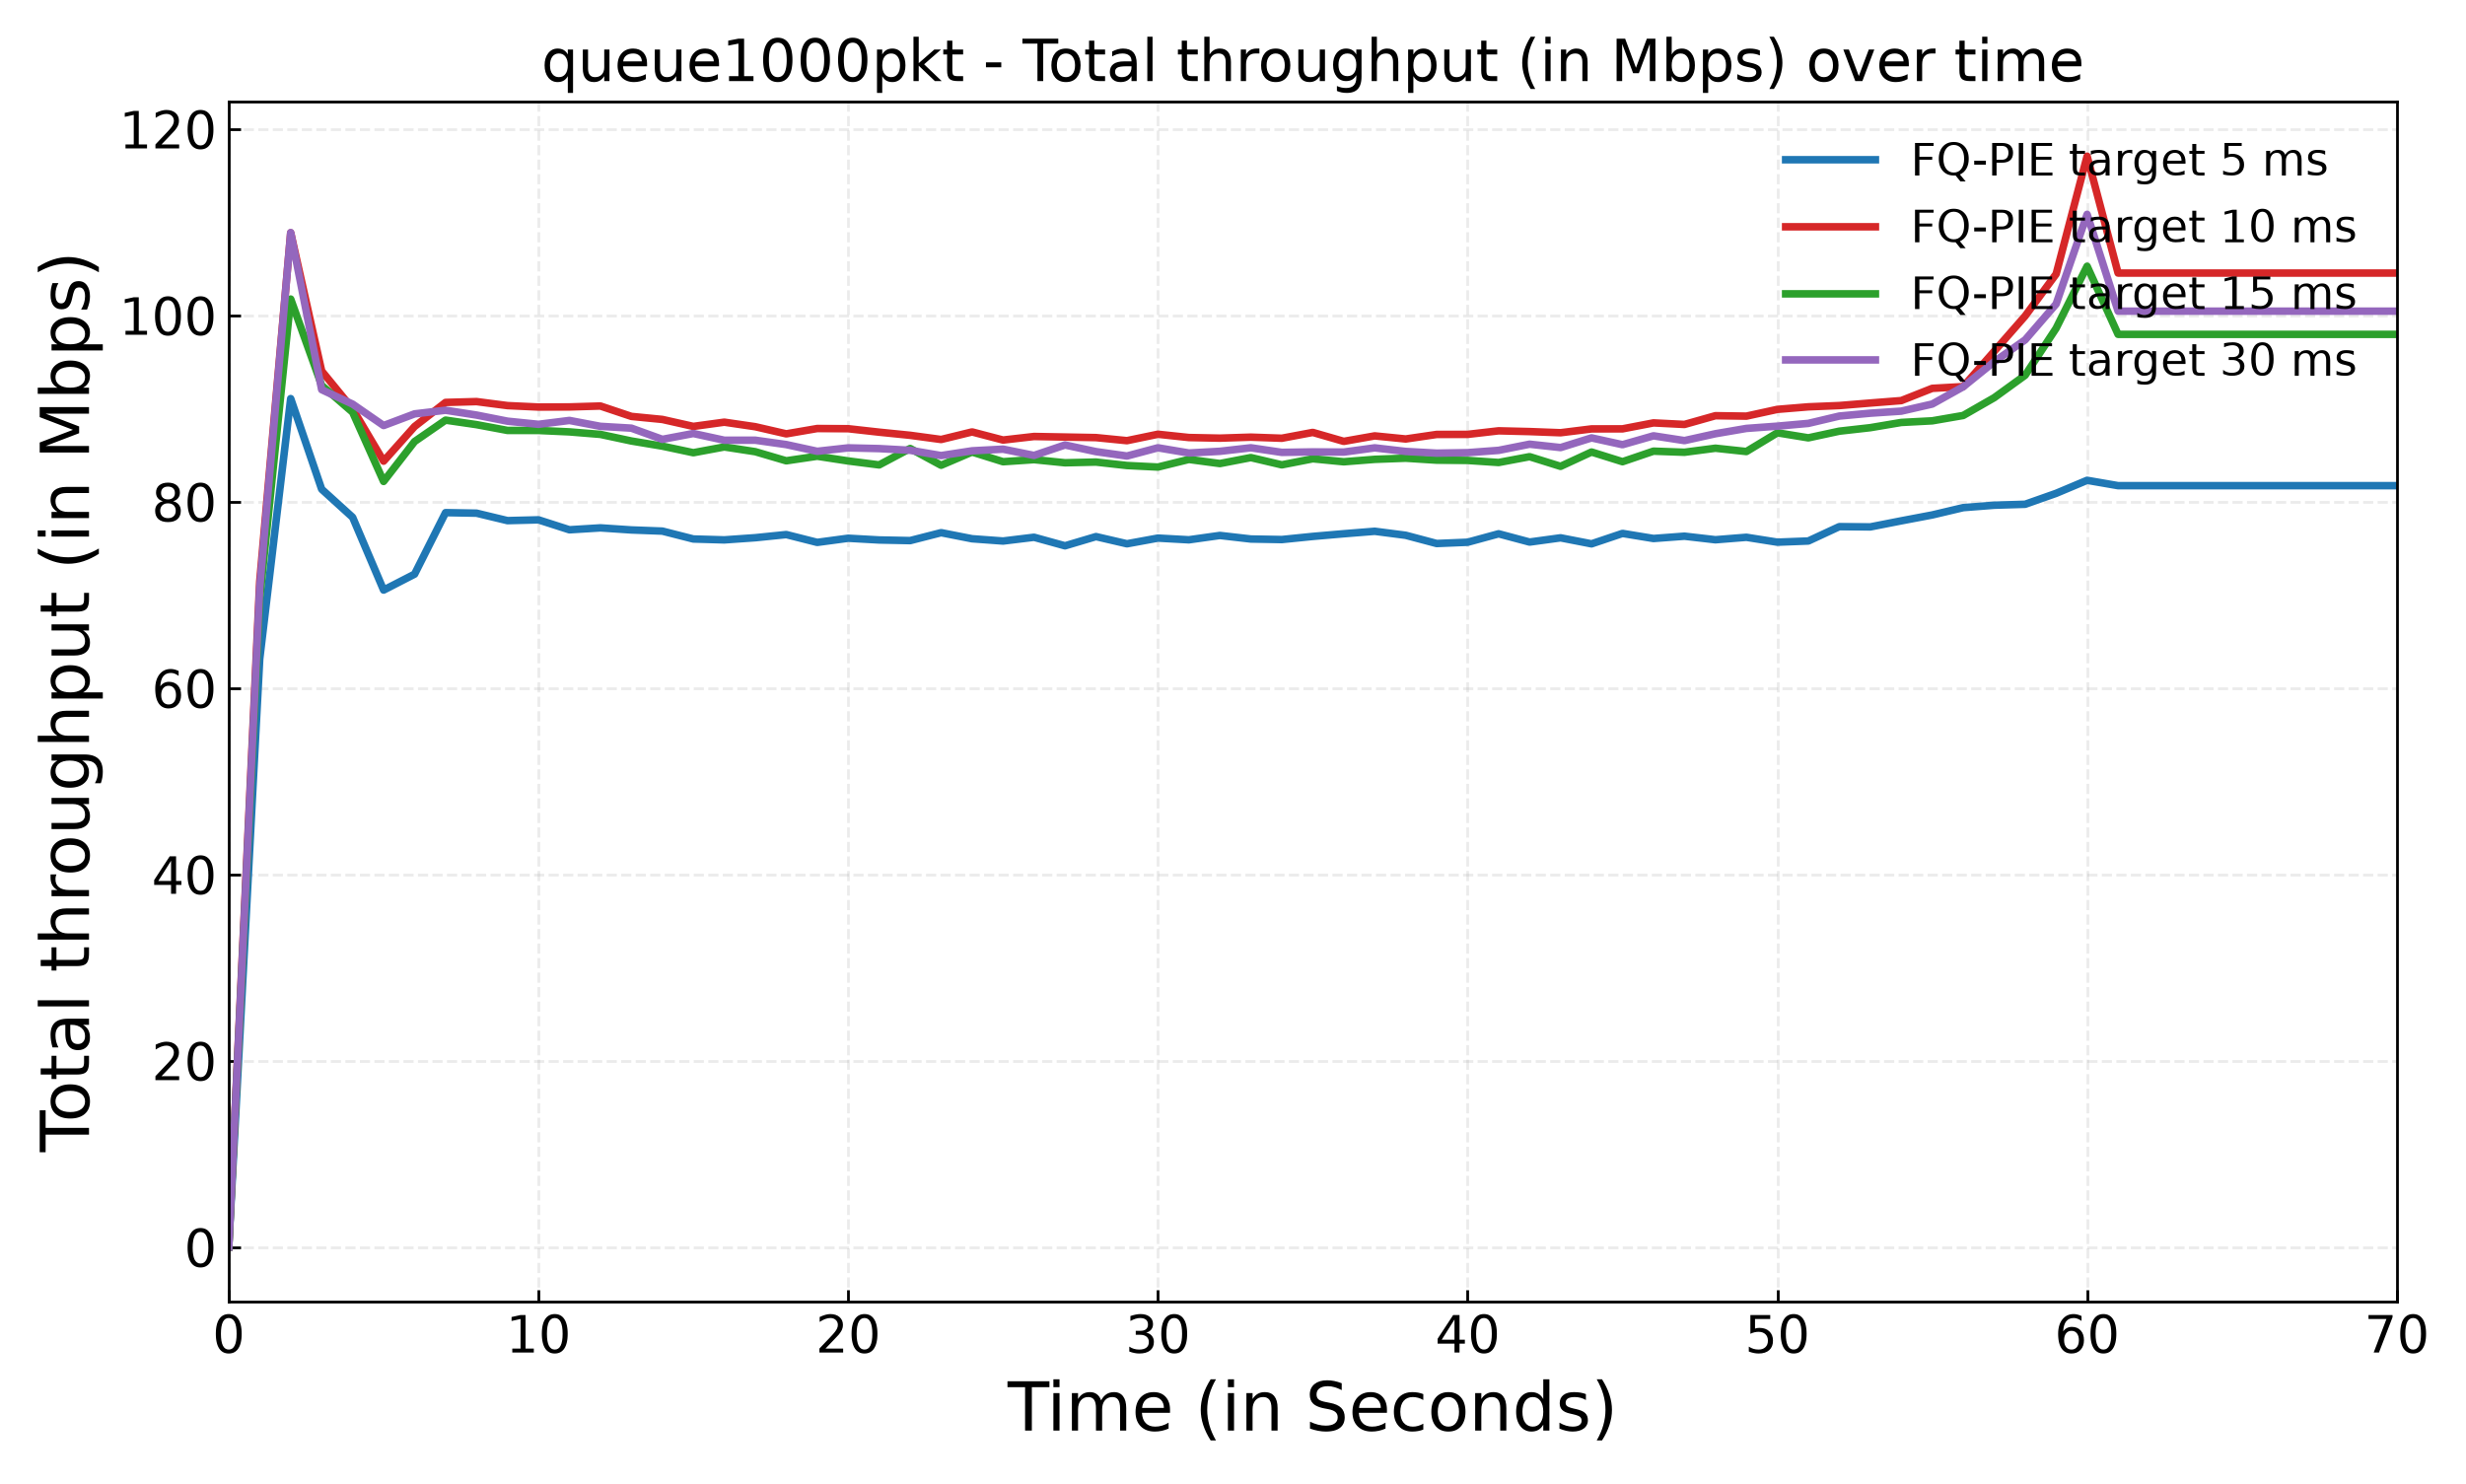 queue1000pkt - Total throughput (in Mbps) over time
Total throughput (in Mbps)
120
100
80
60
40
20
0
FQ-PIE target 5 ms
FQ-PIE target 10 ms
FQ-PIE target 15 ms
FQ-PIE target 30 ms
0 10 20 30 40 50 60 70
Time (in Seconds)